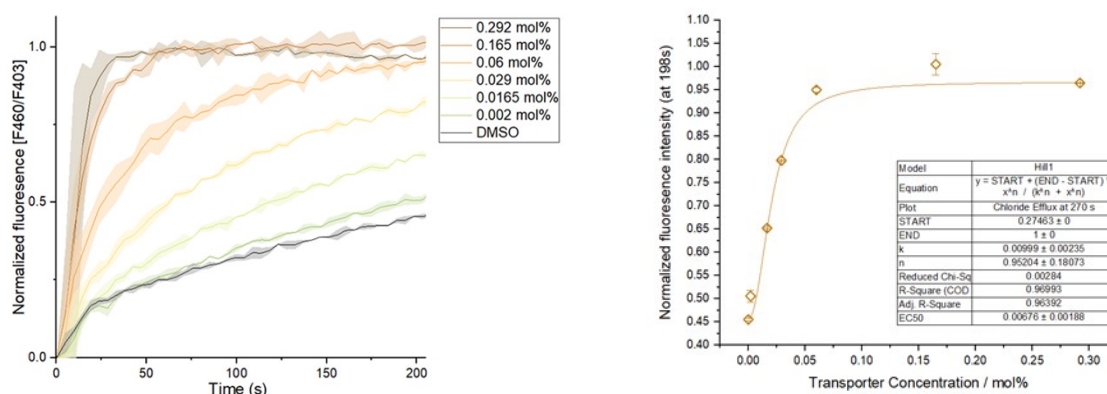 Normalized fluoresence [F460/F403]
1.0
0.5
0.0
0 50 100 150 200
Time (s)
0.292 mol%
0.165 mol%
0.06 mol%
0.029 mol%
0.0165 mol%
0.002 mol%
DMSO
Normalized fluoresence intensity (at 198s)
1.10
1.05
1.00
0.95
0.90
0.85
0.80
0.75
0.70
0.65
0.60
0.55
0.50
0.45
0.40
0.00 0.05 0.10 0.15 0.20 0.25 0.30
Transporter Concentration / mol%
Model Hill1
Equation y = START + (END - START)
x^n / (k^n + x^n)
Plot Chloride Efflux at 270 s
START 0.27463 ± 0
END 1 ± 0
k 0.00999 ± 0.00235
n 0.95204 ± 0.18073
Reduced Chi-Sq 0.00284
R-Square (COD 0.96993
Adj. R-Square 0.96392
EC50 0.00676 ± 0.00188